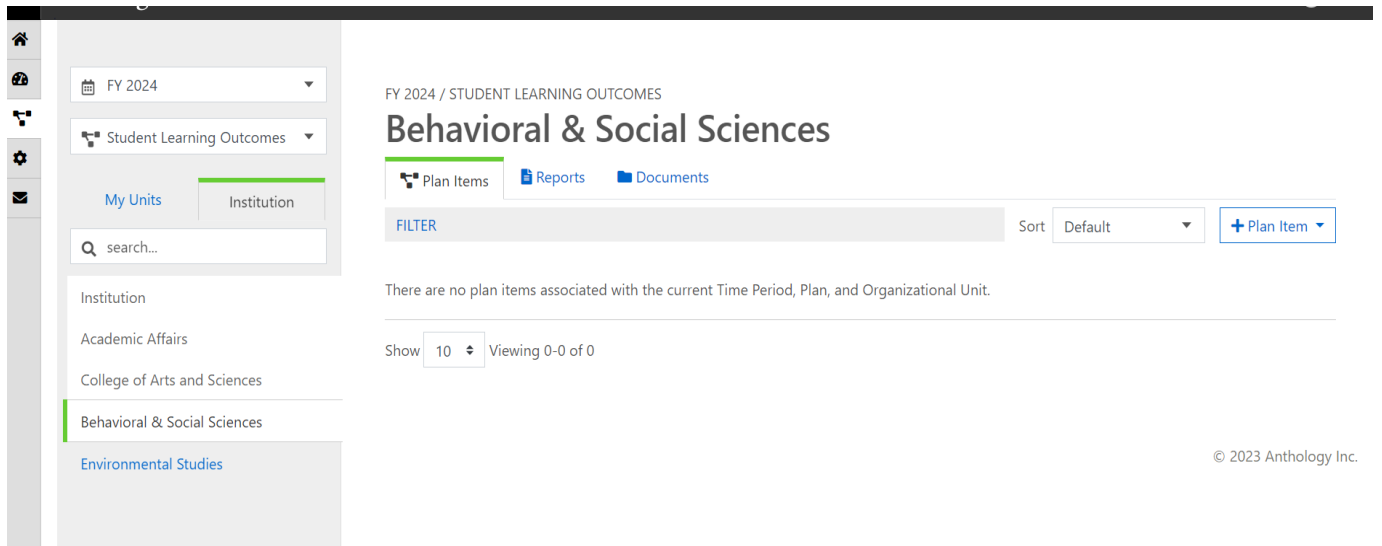 FY 2024
Student Learning Outcomes
My Units Institution
search...
Institution
Academic Affairs
College of Arts and Sciences
Behavioral & Social Sciences
Environmental Studies
FY 2024 / STUDENT LEARNING OUTCOMES
Behavioral & Social Sciences
Plan Items Reports Documents
FILTER Sort Default + Plan Item
There are no plan items associated with the current Time Period, Plan, and Organizational Unit.
Show 10 Viewing 0-0 of 0
© 2023 Anthology Inc.